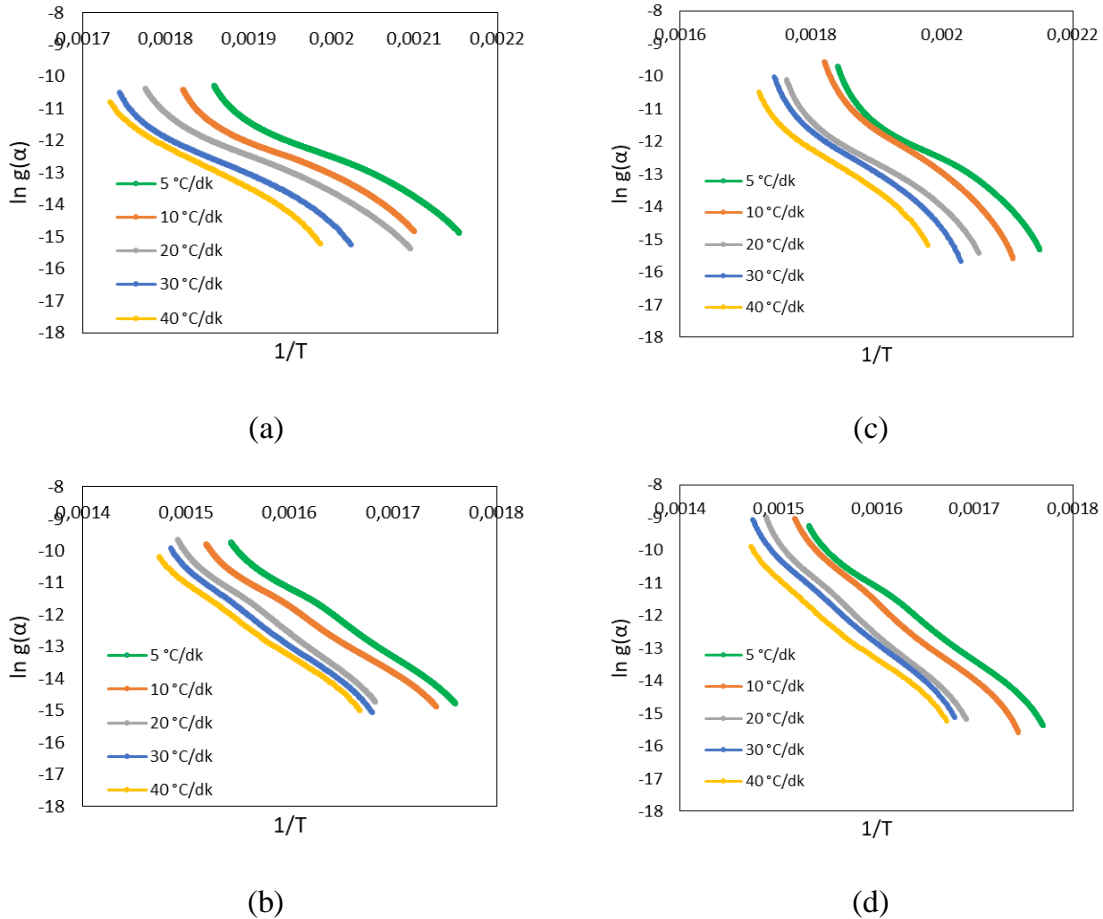 -8
0,0017 0,0018 0,0019 0,002 0,0021 0,0022
-9
-10
-11
-12
-13
-14
-15
-16
-17
-18
ln g(α)
5 °C/dk
10 °C/dk
20 °C/dk
30 °C/dk
40 °C/dk
1/T
(a)
-8
0,0016 0,0018 0,002 0,0022
-9
-10
-11
-12
-13
-14
-15
-16
-17
-18
ln g(α)
5 °C/dk
10 °C/dk
20 °C/dk
30 °C/dk
40 °C/dk
1/T
(c)
-8
0,0014 0,0015 0,0016 0,0017 0,0018
-9
-10
-11
-12
-13
-14
-15
-16
-17
-18
ln g(α)
5 °C/dk
10 °C/dk
20 °C/dk
30 °C/dk
40 °C/dk
1/T
(b)
-8
0,0014 0,0015 0,0016 0,0017 0,0018
-9
-10
-11
-12
-13
-14
-15
-16
-17
-18
ln g(α)
5 °C/dk
10 °C/dk
20 °C/dk
30 °C/dk
40 °C/dk
1/T
(d)